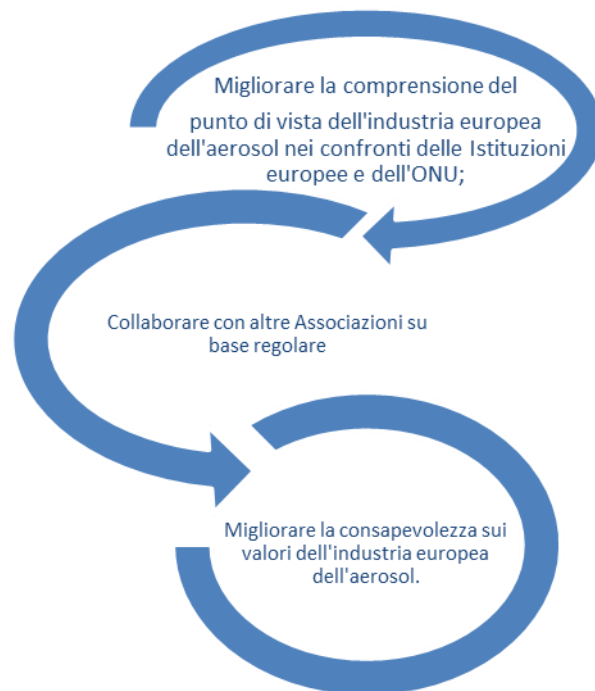 Migliorare la comprensione del
punto di vista dell'industria europea
dell'aerosol nei confronti delle Istituzioni
europee e dell'ONU;
Collaborare con altre Associazioni su
base regolare
Migliorare la consapevolezza sui
valori dell'industria europea
dell'aerosol.